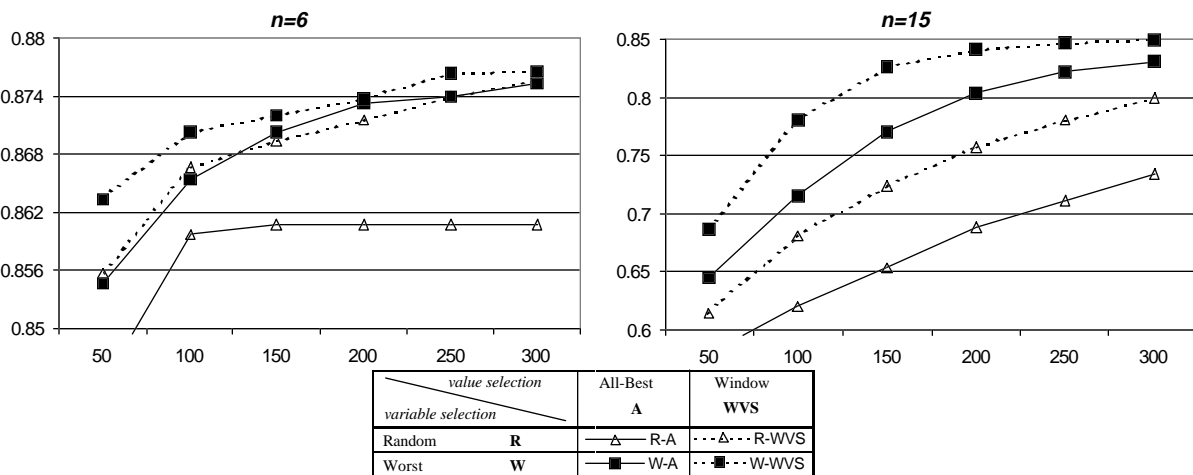 n=6
n=15
0.88
0.874
0.868
0.862
0.856
0.85
50 100 150 200 250 300
0.85
0.8
0.75
0.7
0.65
0.6
50 100 150 200 250 300
value selection
variable selection
All-Best
A
Window
WVS
Random R
R-A
R-WVS
Worst W
W-A
W-WVS